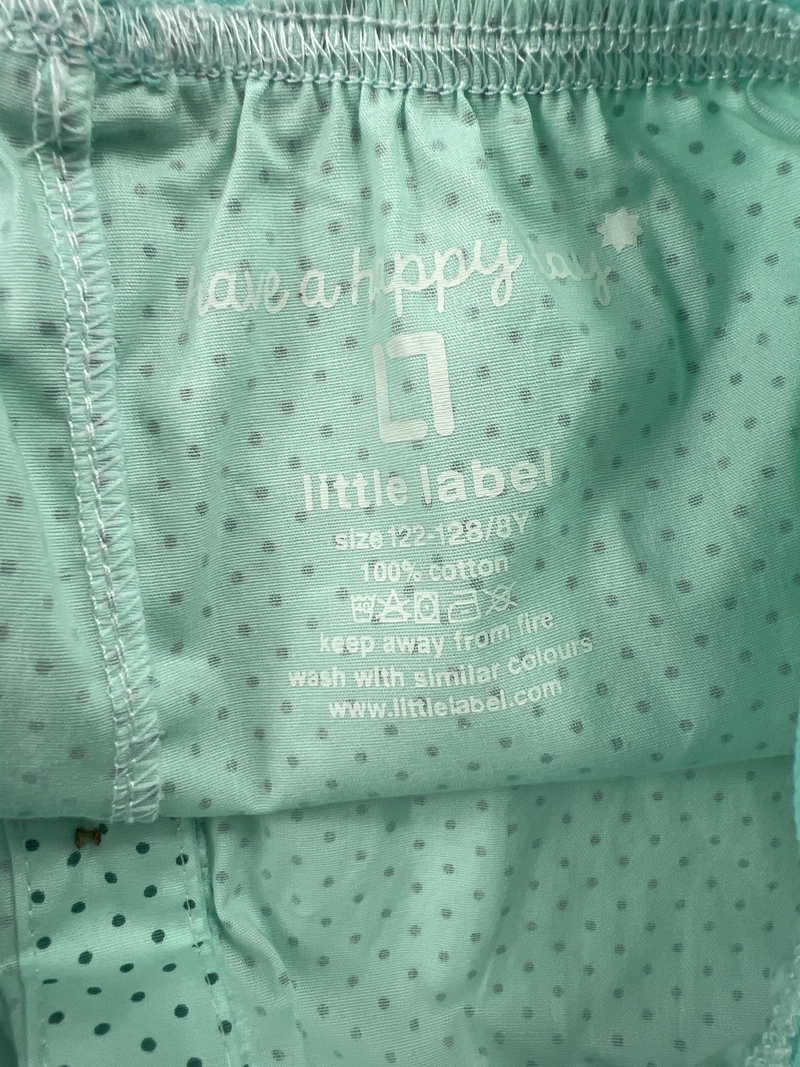 have a happy day
little label
size 122-128/8Y
100% cotton
40
keep away from fire
wash with similar colours
www.littlelabel.com